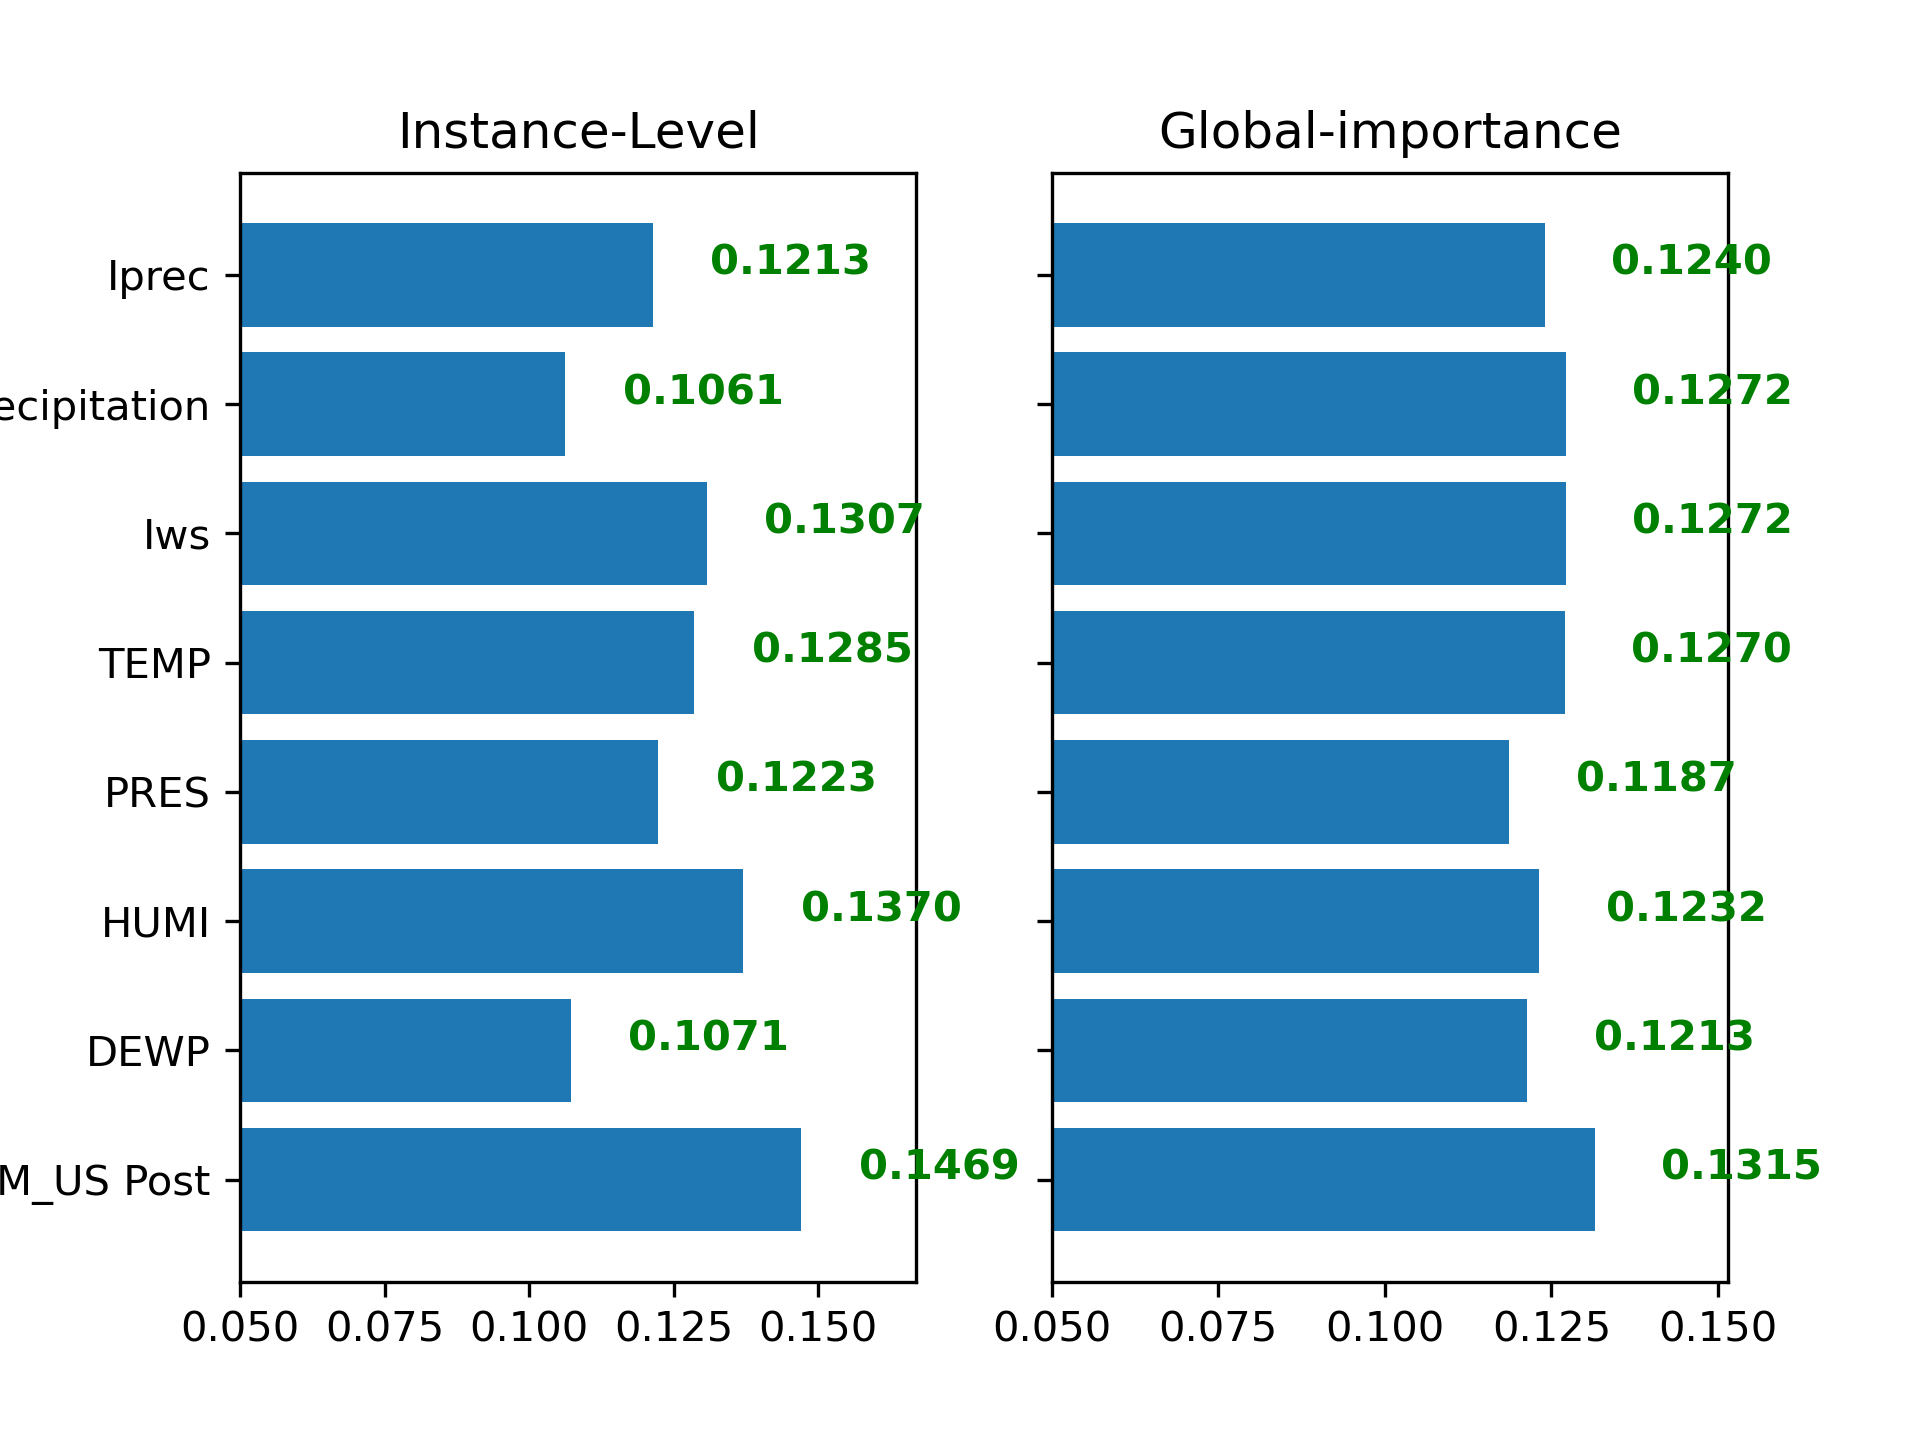 Instance-Level Global-importance
Iprec 0.1213 0.1240
ecipitation 0.1061 0.1272
Iws 0.1307 0.1272
TEMP 0.1285 0.1270
PRES 0.1223 0.1187
HUMI 0.1370 0.1232
DEWP 0.1071 0.1213
M_US Post 0.1469 0.1315
0.050 0.075 0.100 0.125 0.150 0.050 0.075 0.100 0.125 0.150